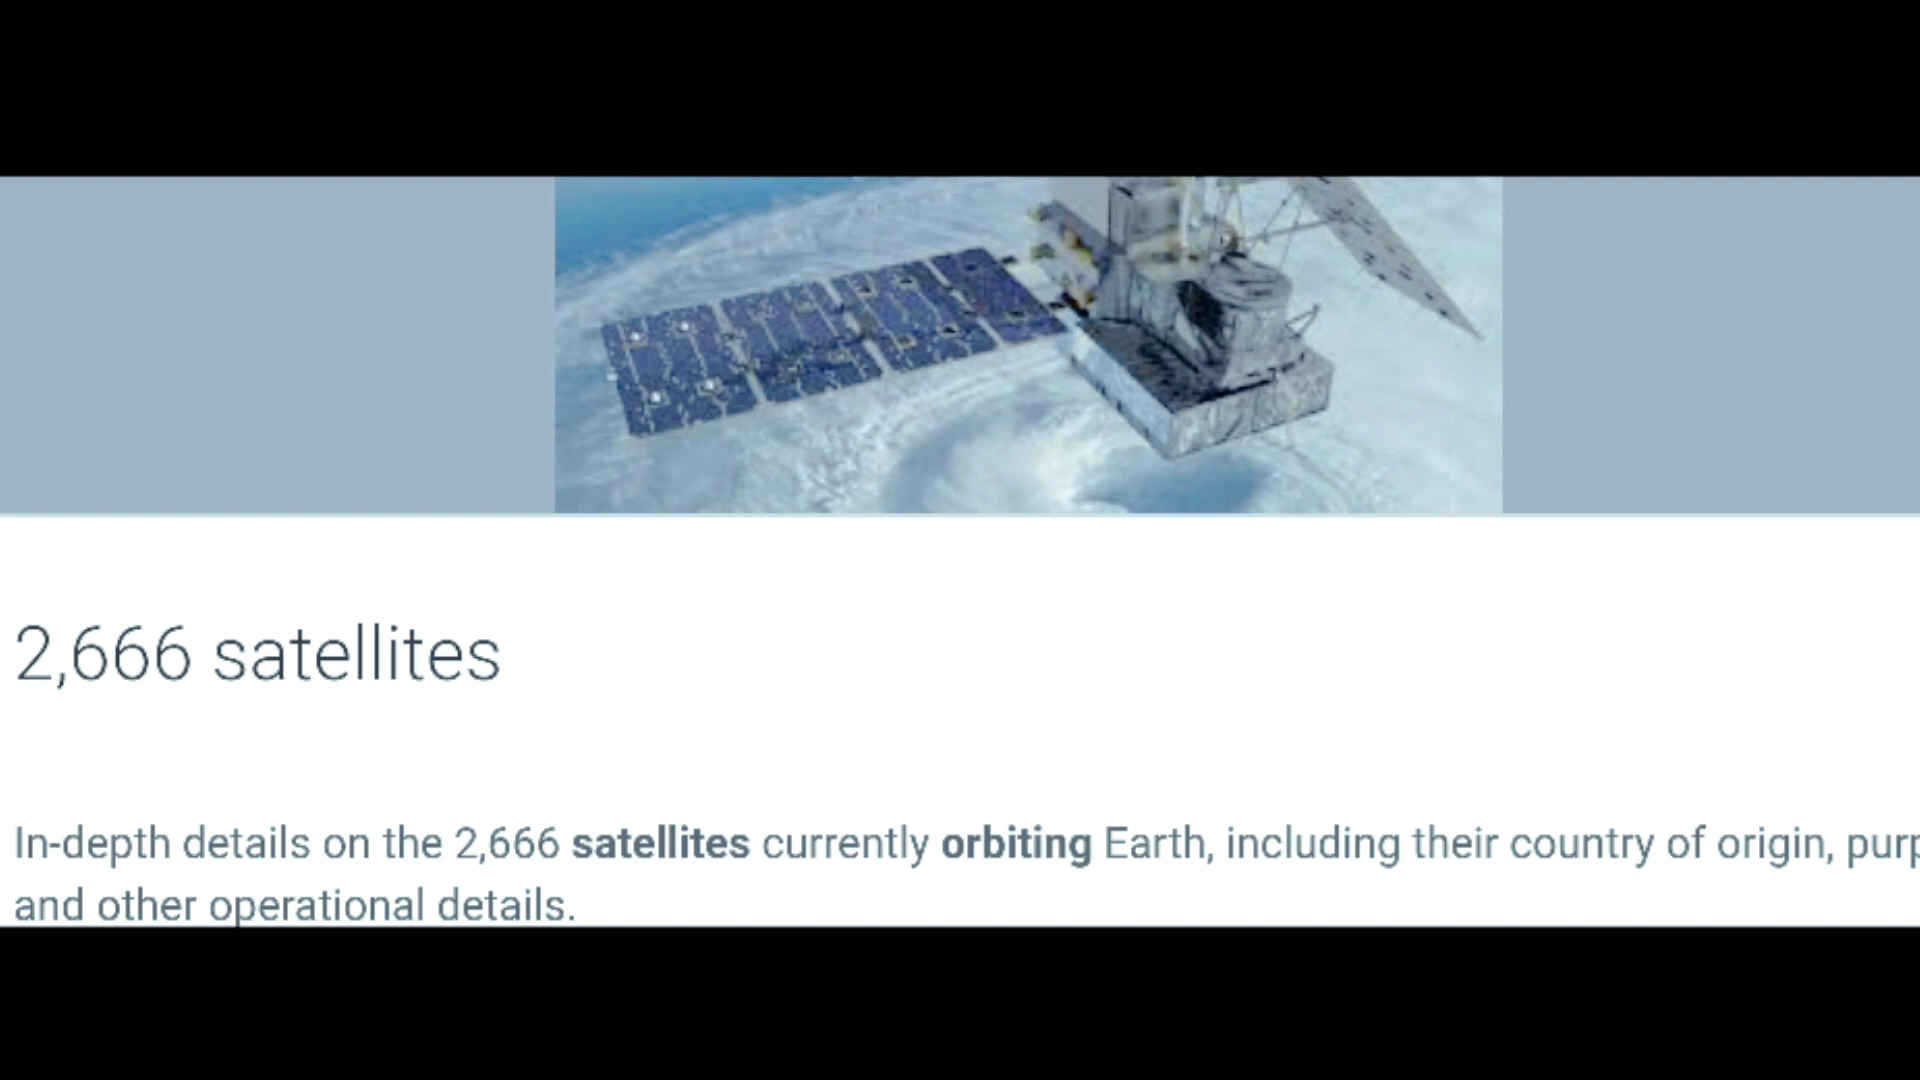 2,666 satellites
In-depth details on the 2,666 satellites currently orbiting Earth, including their country of origin,
and other operational details.